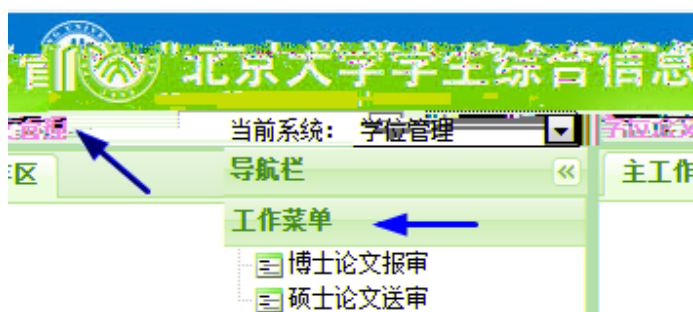 北京大学学生综合信息
当前系统： 学位管理
区 导航栏 主工作
工作菜单
博士论文报审
硕士论文送审